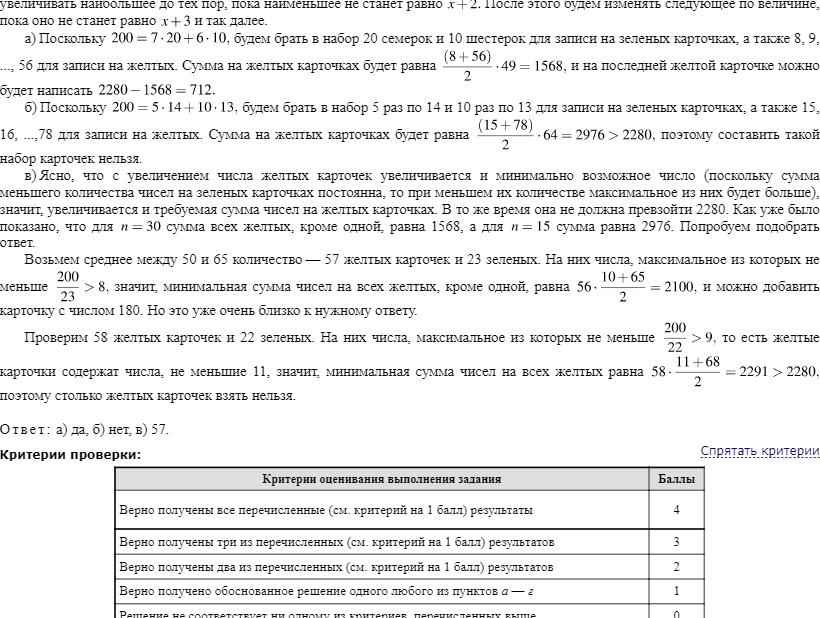 увеличивать наибольшее до тех пор, пока наименьшее не станет равно x + 2. После этого будем изменять следующее по величине,
пока оно не станет равно x + 3 и так далее.
а) Поскольку 200 = 7 · 20 + 6 · 10, будем брать в набор 20 семерок и 10 шестерок для записи на зеленых карточках, а также 8, 9,
..., 56 для записи на желтых. Сумма на желтых карточках будет равна (8 + 56)/2 · 49 = 1568, и на последней желтой карточке можно
будет написать 2280 − 1568 = 712.
б) Поскольку 200 = 5 · 14 + 10 · 13, будем брать в набор 5 раз по 14 и 10 раз по 13 для записи на зеленых карточках, а также 15,
16, ...,78 для записи на желтых. Сумма на желтых карточках будет равна (15 + 78)/2 · 64 = 2976 > 2280, поэтому составить такой
набор карточек нельзя.
в) Ясно, что с увеличением числа желтых карточек увеличивается и минимально возможное число (поскольку сумма
меньшего количества чисел на зеленых карточках постоянна, то при меньшем их количестве максимальное из них будет больше),
значит, увеличивается и требуемая сумма чисел на желтых карточках. В то же время она не должна превзойти 2280. Как уже было
показано, что для n = 30 сумма всех желтых, кроме одной, равна 1568, а для n = 15 сумма равна 2976. Попробуем подобрать
ответ.
Возьмем среднее между 50 и 65 количество — 57 желтых карточек и 23 зеленых. На них числа, максимальное из которых не
меньше 200/23 > 8, значит, минимальная сумма чисел на всех желтых, кроме одной, равна 56 · (10 + 65)/2 = 2100, и можно добавить
карточку с числом 180. Но это уже очень близко к нужному ответу.
Проверим 58 желтых карточек и 22 зеленых. На них числа, максимальное из которых не меньше 200/22 > 9, то есть желтые
карточки содержат числа, не меньшие 11, значит, минимальная сумма чисел на всех желтых равна 58 · (11 + 68)/2 = 2291 > 2280,
поэтому столько желтых карточек взять нельзя.
Ответ: а) да, б) нет, в) 57.
Критерии проверки: Спрятать критерии
Критерии оценивания выполнения задания Баллы
Верно получены все перечисленные (см. критерий на 1 балл) результаты 4
Верно получены три из перечисленных (см. критерий на 1 балл) результатов 3
Верно получены два из перечисленных (см. критерий на 1 балл) результатов 2
Верно получено обоснованное решение одного любого из пунктов а — г 1
Решение не соответствует ни одному из критериев, перечисленных выше 0